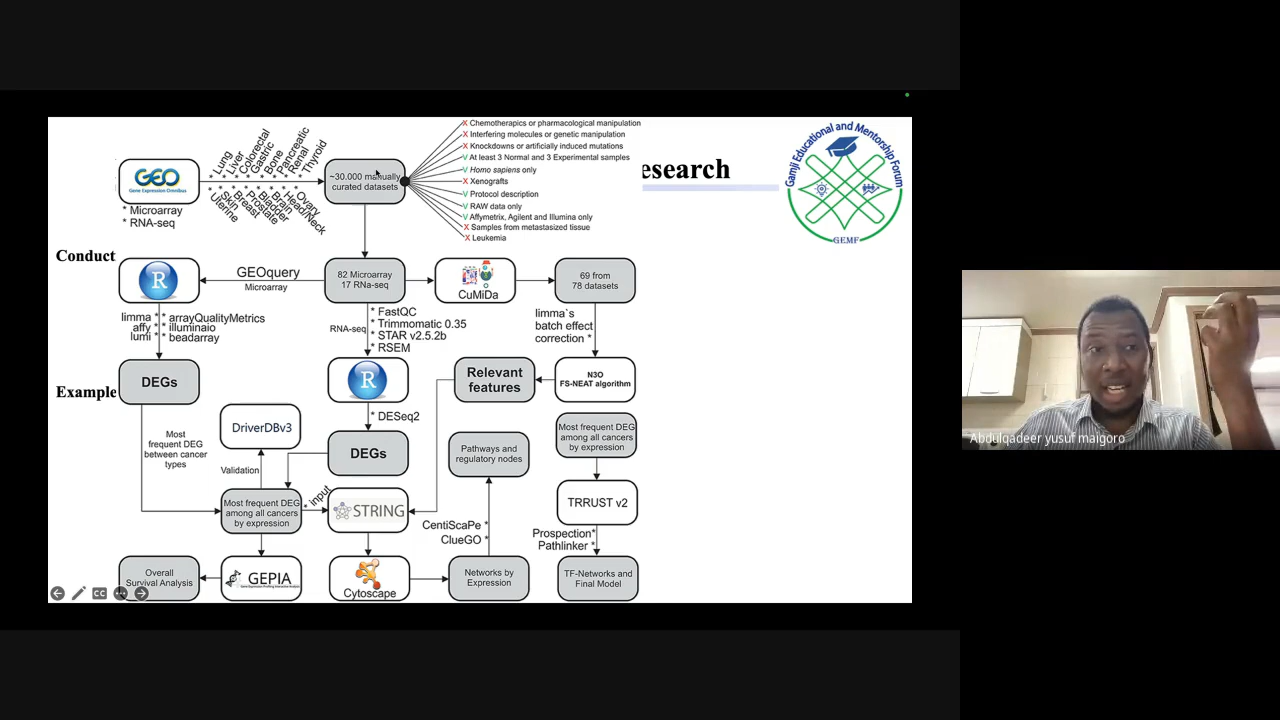 esearch
Gamji Educational and Mentorship Forum
GEMF
GEO
Gene Expression Omnibus
* Microarray
* RNA-seq
* Lung
* Liver
* Colorectal
* Gastric
* Bone
* Pancreatic
* Renal
* Thyroid
* Skin
* Uterine
* Breast
* Prostate
* Bladder
* Brain
* Head/Neck
* Ovary
~30.000 manually
curated datasets
X Chemotherapics or pharmacological manipulation
X Interfering molecules or genetic manipulation
X Knockdowns or artificially induced mutations
V At least 3 Normal and 3 Experimental samples
V Homo sapiens only
X Xenografts
V Protocol description
V RAW data only
V Affymetrix, Agilent and Illumina only
X Samples from metastasized tissue
X Leukemia
Conduct
R
GEOquery
Microarray
82 Microarray
17 RNa-seq
CuMiDa
69 from
78 datasets
limma *
affy *
lumi *
* arrayQualityMetrics
* illuminaio
* beadarray
RNA-seq
* FastQC
* Trimmomatic 0.35
* STAR v2.5.2b
* RSEM
limma`s
batch effect
correction *
Example
DEGs
R
Relevant
features
N3O
FS-NEAT algorithm
* DESeq2
DriverDBv3
Most
frequent DEG
between cancer
types
Validation
DEGs
Pathways and
regulatory nodes
Most frequent DEG
among all cancers
by expression
Most frequent DEG
among all cancers
by expression
* input
STRING
TRRUST v2
CentiScaPe *
ClueGO *
Prospection*
Pathlinker *
Overall
Survival Analysis
GEPIA
Cytoscape
Networks by
Expression
TF-Networks and
Final Model
CC
Abdulqadeer yusuf maigoro